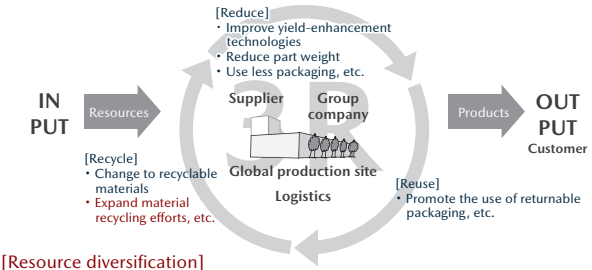 [Reduce]
・Improve yield-enhancement
technologies
・Reduce part weight
・Use less packaging, etc.
3R
IN
PUT
Resources
Supplier
Group
company
Products
OUT
PUT
Customer
Global production site
Logistics
[Recycle]
・Change to recyclable
materials
・Expand material
recycling efforts, etc.
[Reuse]
・Promote the use of returnable
packaging, etc.
[Resource diversification]